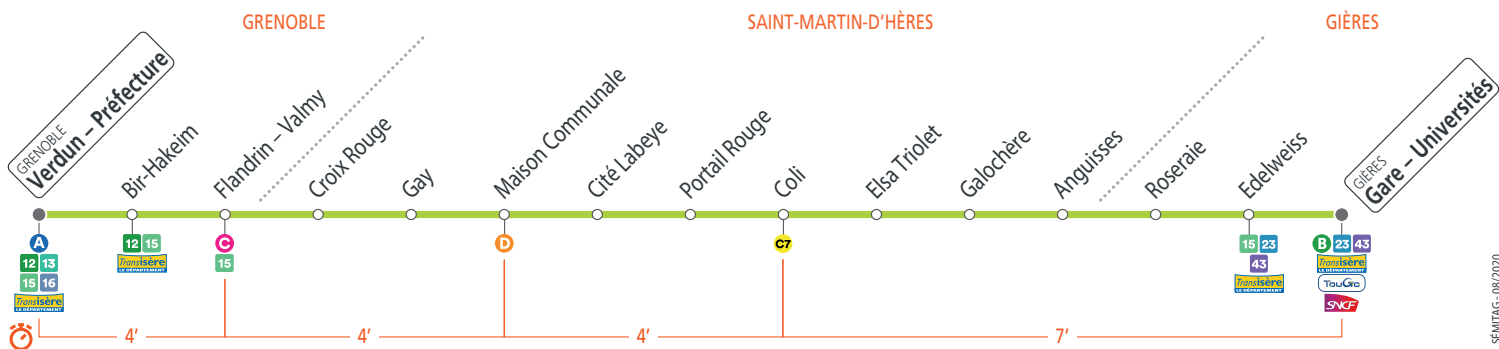 GRENOBLE
SAINT-MARTIN-D'HÈRES
GIÈRES
GRENOBLE
Verdun – Préfecture
Bir-Hakeim
Flandrin – Valmy
Croix Rouge
Gay
Maison Communale
Cité Labeye
Portail Rouge
Coli
Elsa Triolet
Galochère
Anguisses
Roseraie
Edelweiss
GIÈRES
Gare – Universités
A
12 13
15 16
Transisère
LE DÉPARTEMENT
12 15
Transisère
LE DÉPARTEMENT
C
15
D
C7
15 23
43
Transisère
LE DÉPARTEMENT
B 23 43
Transisère
LE DÉPARTEMENT
TouGo
SNCF
4’
4’
4’
7’
SÉMITAG - 08/2020